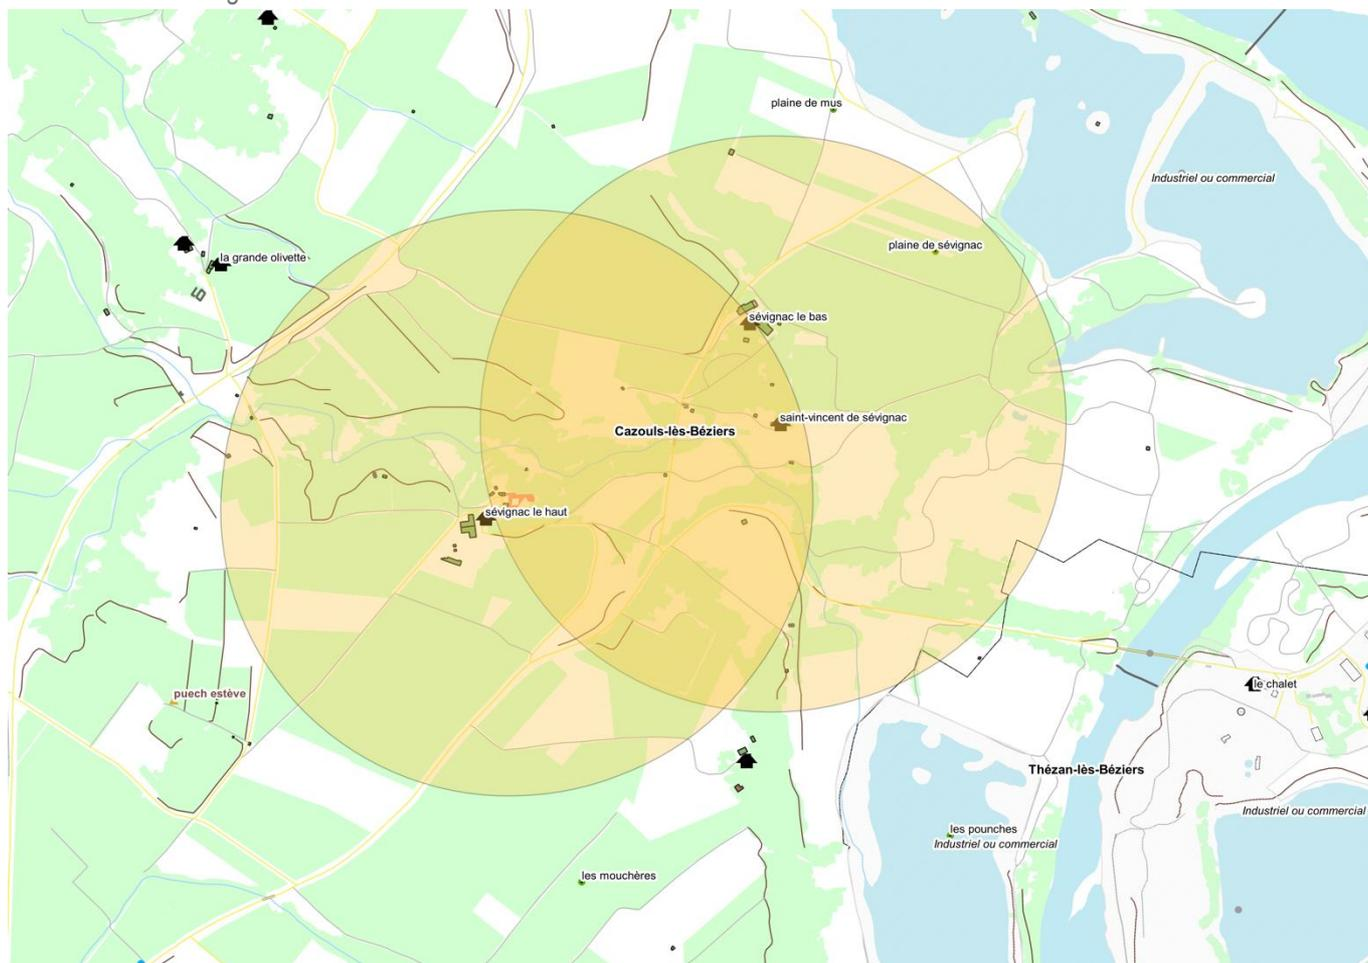 plaine de mus
Industriel ou commercial
plaine de sévignac
la grande olivette
sévignac le bas
saint-vincent de sévignac
Cazouls-lès-Béziers
sévignac le haut
le chalet
puech estève
Thézan-lès-Béziers
Industriel ou commercial
les pounches
Industriel ou commercial
les mouchères